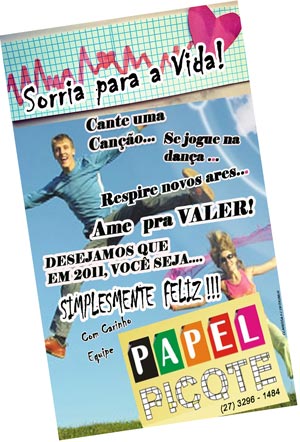 Sorria para a Vida!
Cante uma
Canção...
Se jogue na
dança ...
Respire novos ares...
Ame pra VALER!
DESEJAMOS QUE
EM 2011, VOCÊ SEJA....
SIMPLESMENTE FELIZ !!!
Com Carinho
Equipe
PAPEL
PICOTE
(27) 3296 - 1484